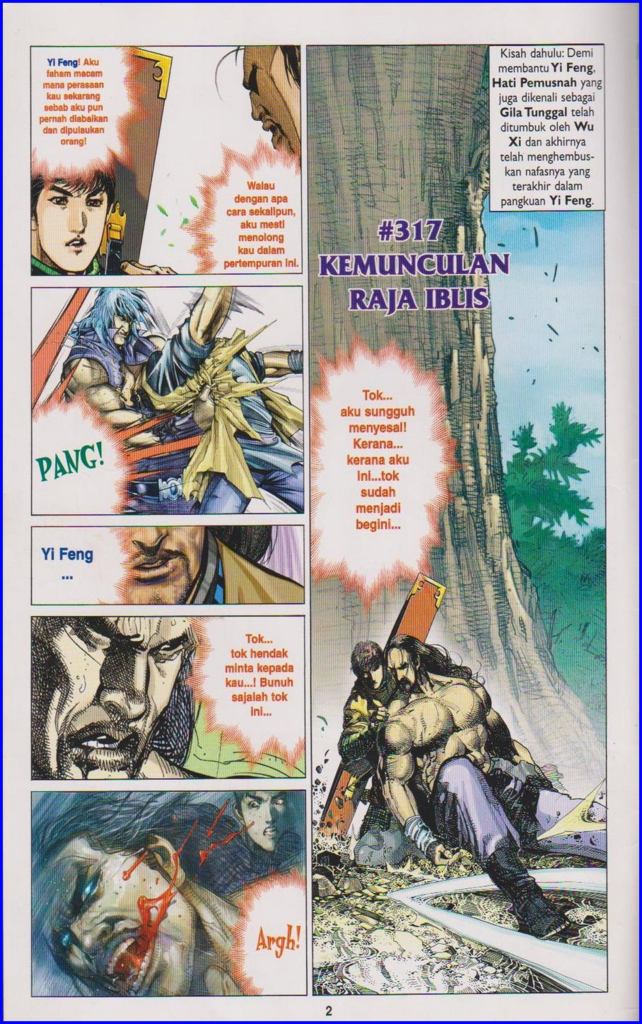 Yi Feng! Aku
faham macam
mana perasaan
kau sekarang
sebab aku pun
pernah diabaikan
dan dipulaukan
orang!
Walau
dengan apa
cara sekalipun,
aku mesti
menolong
kau dalam
pertempuran ini.
PANG!
Yi Feng
...
Tok...
tok hendak
minta kepada
kau...! Bunuh
sajalah tok
ini...
Argh!
Kisah dahulu: Demi
membantu Yi Feng,
Hati Pemusnah yang
juga dikenali sebagai
Gila Tunggal telah
ditumbuk oleh Wu
Xi dan akhirnya
telah menghembus-
kan nafasnya yang
terakhir dalam
pangkuan Yi Feng.
#317
KEMUNCULAN
RAJA IBLIS
Tok...
aku sungguh
menyesal!
Kerana...
kerana aku
ini...tok
sudah
menjadi
begini...
2